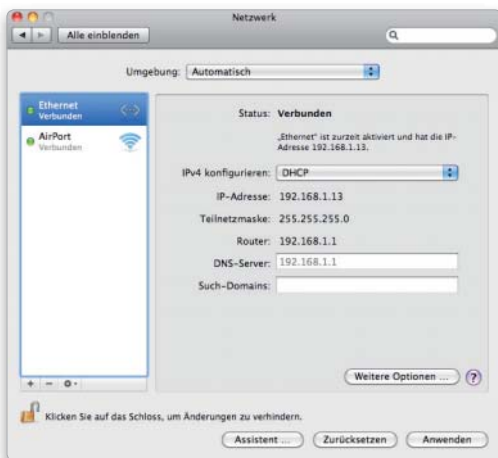 Netzwerk
Alle einblenden
Umgebung: Automatisch
Ethernet
Verbunden
AirPort
Verbunden
Status: Verbunden
„Ethernet“ ist zurzeit aktiviert und hat die IP-
Adresse 192.168.1.13.
IPv4 konfigurieren: DHCP
IP-Adresse: 192.168.1.13
Teilnetzmaske: 255.255.255.0
Router: 192.168.1.1
DNS-Server: 192.168.1.1
Such-Domains:
Weitere Optionen ... ?
+ −
Klicken Sie auf das Schloss, um Änderungen zu verhindern.
Assistent ... Zurücksetzen Anwenden